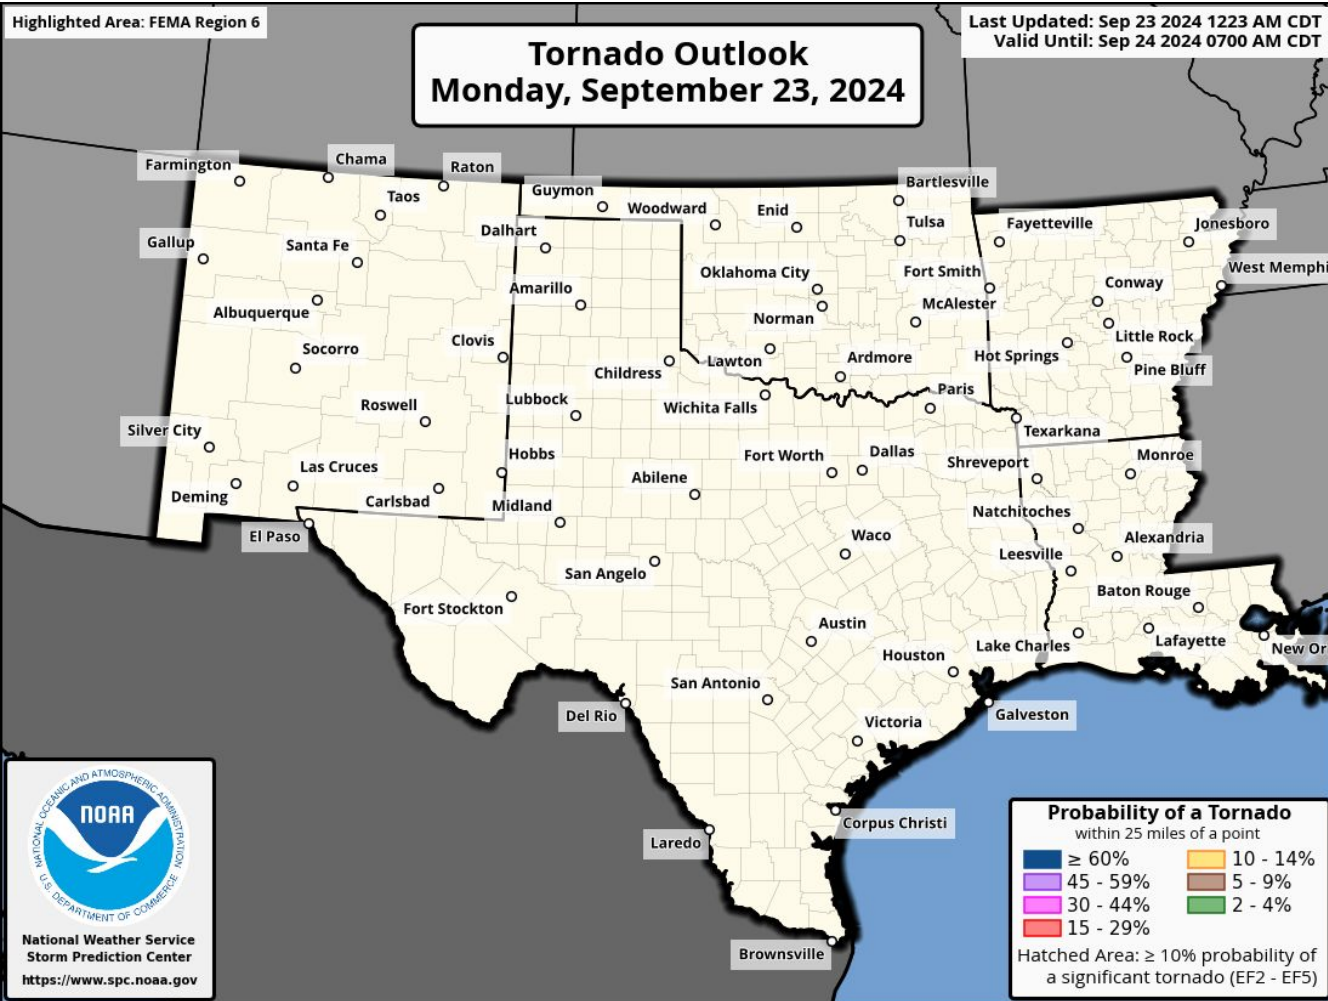 Highlighted Area: FEMA Region 6
Last Updated: Sep 23 2024 1223 AM CDT
Valid Until: Sep 24 2024 0700 AM CDT
Tornado Outlook
Monday, September 23, 2024
Farmington
Chama
Raton
Taos
Guymon
Woodward
Enid
Bartlesville
Tulsa
Fayetteville
Jonesboro
Gallup
Santa Fe
Dalhart
Oklahoma City
Fort Smith
West Memphi
Amarillo
Conway
Albuquerque
Norman
McAlester
Socorro
Clovis
Little Rock
Childress
Lawton
Ardmore
Hot Springs
Pine Bluff
Roswell
Lubbock
Wichita Falls
Paris
Silver City
Texarkana
Las Cruces
Hobbs
Abilene
Fort Worth
Dallas
Shreveport
Monroe
Deming
Carlsbad
Midland
Natchitoches
El Paso
Waco
Alexandria
San Angelo
Leesville
Fort Stockton
Baton Rouge
Austin
Lake Charles
Lafayette
New Or
Houston
San Antonio
Del Rio
Victoria
Galveston
Corpus Christi
Laredo
Brownsville
NATIONAL OCEANIC AND ATMOSPHERIC ADMINISTRATION
NOAA
U.S. DEPARTMENT OF COMMERCE
National Weather Service
Storm Prediction Center
https://www.spc.noaa.gov
Probability of a Tornado
within 25 miles of a point
≥ 60%
10 - 14%
45 - 59%
5 - 9%
30 - 44%
2 - 4%
15 - 29%
Hatched Area: ≥ 10% probability of
a significant tornado (EF2 - EF5)